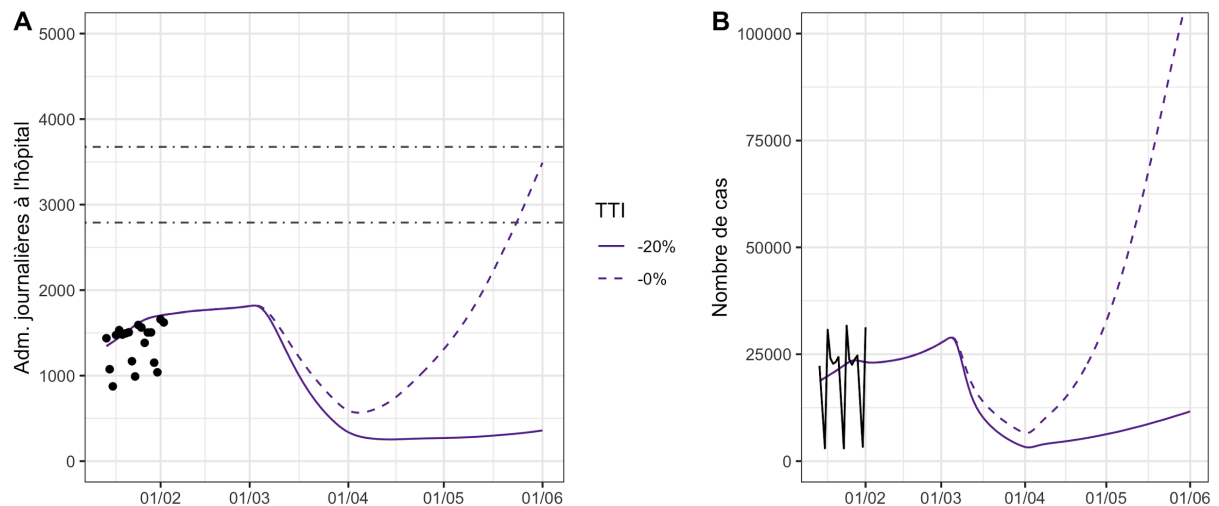 A
5000
4000
3000
2000
1000
0
Adm. journalières à l'hôpital
01/02 01/03 01/04 01/05 01/06
TTI
-20%
-0%
B
100000
75000
50000
25000
0
Nombre de cas
01/02 01/03 01/04 01/05 01/06